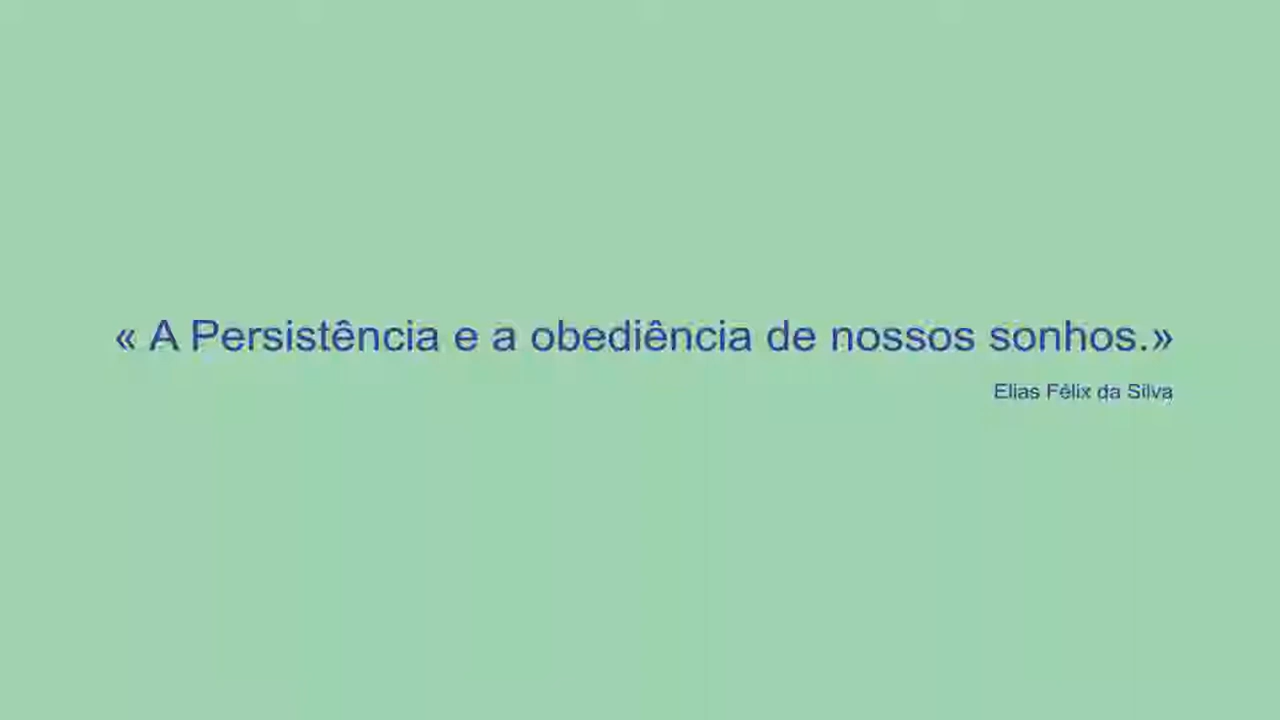 « A Persistência e a obediência de nossos sonhos.»
Elias Félix da Silva